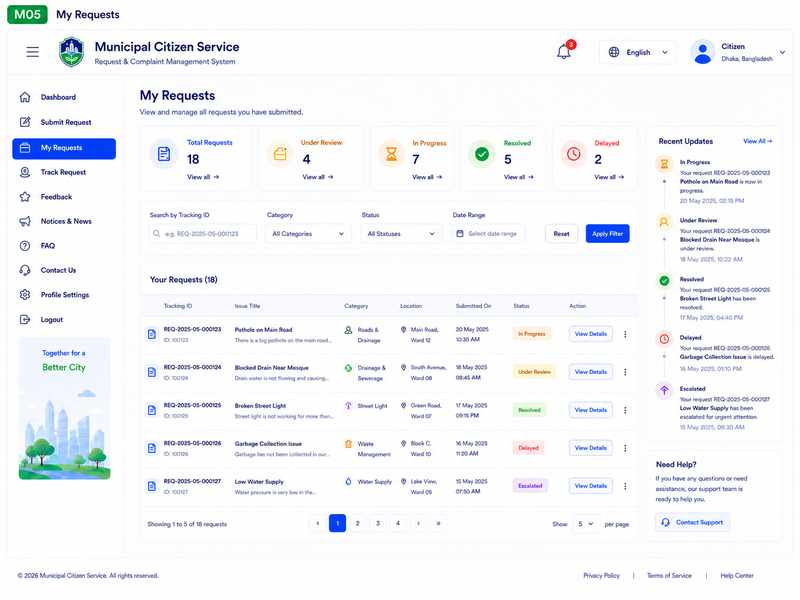 M05 My Requests
Municipal Citizen Service
Request & Complaint Management System
3
English
Citizen
Dhaka, Bangladesh
Dashboard
Submit Request
My Requests
Track Request
Feedback
Notices & News
FAQ
Contact Us
Profile Settings
Logout
Together for a
Better City
My Requests
View and manage all requests you have submitted.
Total Requests
18
View all →
Under Review
4
View all →
In Progress
7
View all →
Resolved
5
View all →
Delayed
2
View all →
Search by Tracking ID
e.g. REQ-2025-05-000123
Category
All Categories
Status
All Statuses
Date Range
Select date range
Reset
Apply Filter
Your Requests (18)
Tracking ID Issue Title Category Location Submitted On Status Action
REQ-2025-05-000123
ID: 100123
Pothole on Main Road
There is a big pothole on the main road...
Roads &
Drainage
Main Road,
Ward 12
20 May 2025
10:30 AM
In Progress
View Details
REQ-2025-05-000124
ID: 100124
Blocked Drain Near Mosque
Drain water is not flowing and causing...
Drainage &
Sewerage
South Avenue,
Ward 08
18 May 2025
08:45 AM
Under Review
View Details
REQ-2025-05-000125
ID: 100125
Broken Street Light
Street light is not working for more than...
Street Light
Green Road,
Ward 07
17 May 2025
09:15 PM
Resolved
View Details
REQ-2025-05-000126
ID: 100126
Garbage Collection Issue
Garbage has not been collected in our...
Waste
Management
Block C,
Ward 10
16 May 2025
11:20 AM
Delayed
View Details
REQ-2025-05-000127
ID: 100127
Low Water Supply
Water pressure is very low in the...
Water Supply
Lake View,
Ward 05
15 May 2025
07:50 AM
Escalated
View Details
Showing 1 to 5 of 18 requests
‹ 1 2 3 4 › »
Show 5 per page
Recent Updates
View All →
In Progress
Your request REQ-2025-05-000123
Pothole on Main Road is now in
progress.
20 May 2025, 02:15 PM
Under Review
Your request REQ-2025-05-000124
Blocked Drain Near Mosque is
under review.
18 May 2025, 10:22 AM
Resolved
Your request REQ-2025-05-000125
Broken Street Light has been
resolved.
17 May 2025, 04:40 PM
Delayed
Your request REQ-2025-05-000126
Garbage Collection Issue is delayed.
16 May 2025, 01:10 PM
Escalated
Your request REQ-2025-05-000127
Low Water Supply has been
escalated for urgent attention.
15 May 2025, 09:30 AM
Need Help?
If you have any questions or need
assistance, our support team is
ready to help you.
Contact Support
© 2025 Municipal Citizen Service. All rights reserved.
Privacy Policy | Terms of Service | Help Center